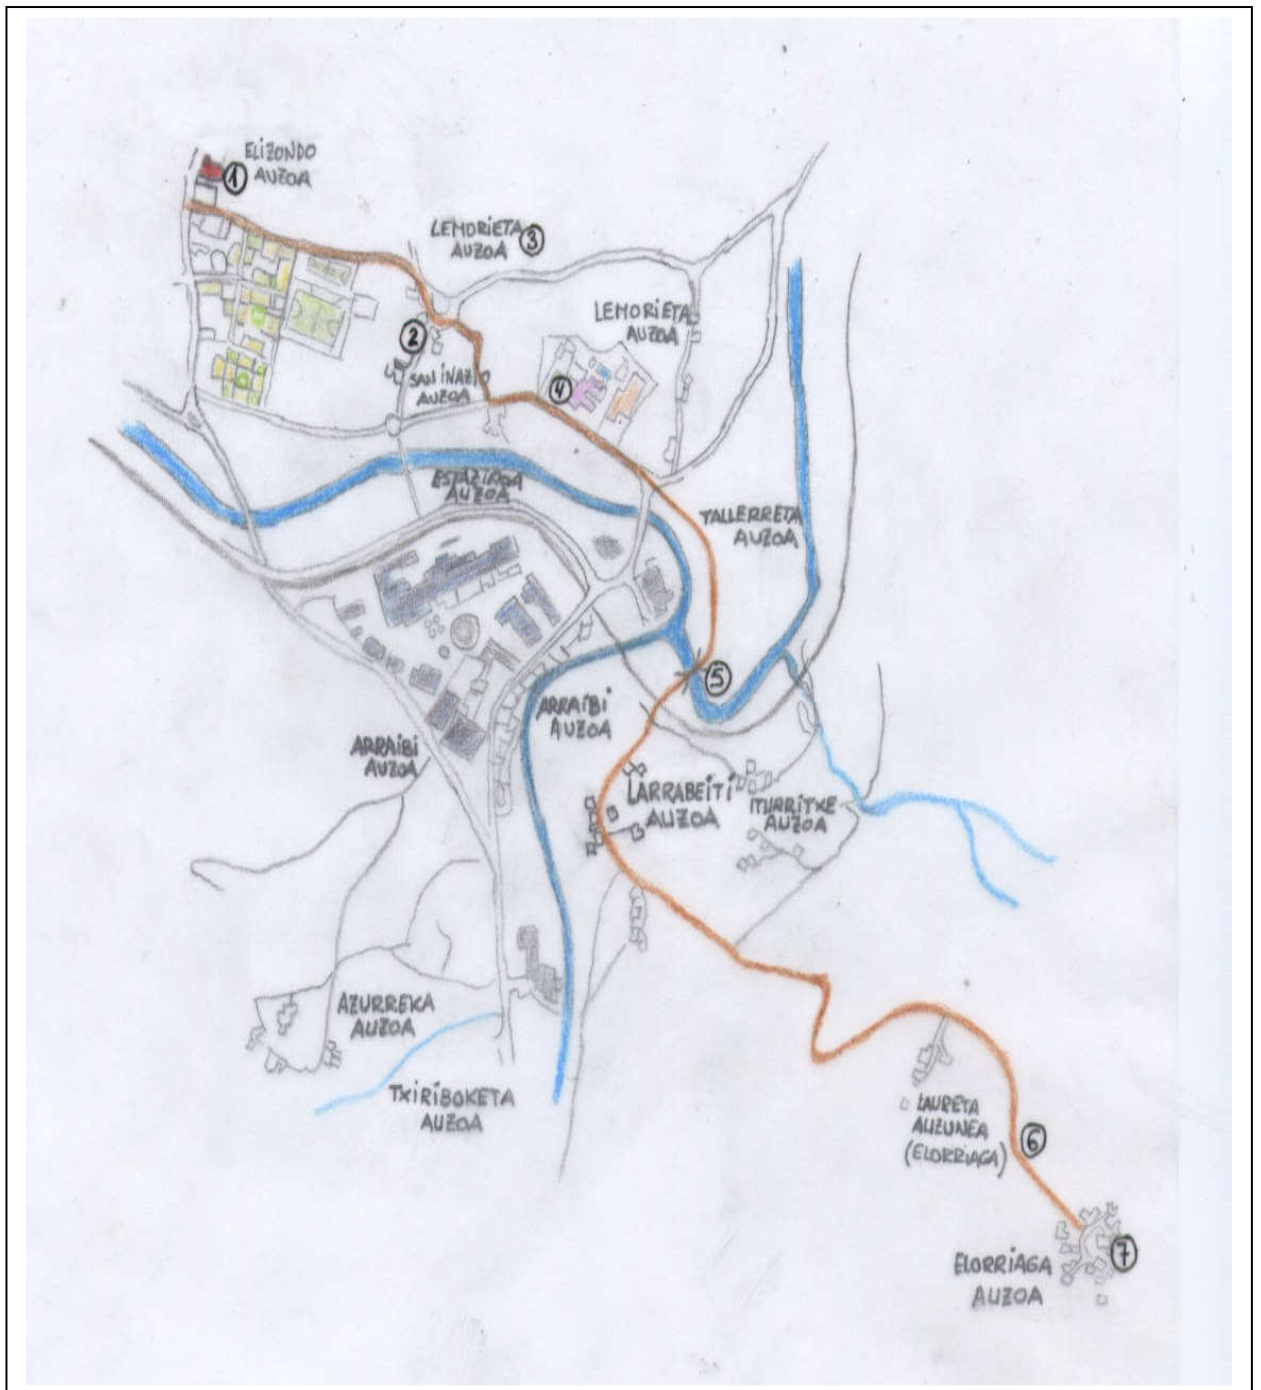 ELIZONDO
AUZOA
1
LEMORIETA
AUZOA
3
LEMORIETA
AUZOA
2
SAN INAZIO
AUZOA
4
ESTAZIÑOA
AUZOA
TALLERRETA
AUZOA
5
ARRAIBI
AUZOA
ARRAIBI
AUZOA
LARRABEITI
AUZOA
ITURRITXE
AUZOA
AZURREKA
AUZOA
TXIRIBOKETA
AUZOA
LAURETA
AUZUNEA
(ELORRIAGA)
6
7
ELORRIAGA
AUZOA